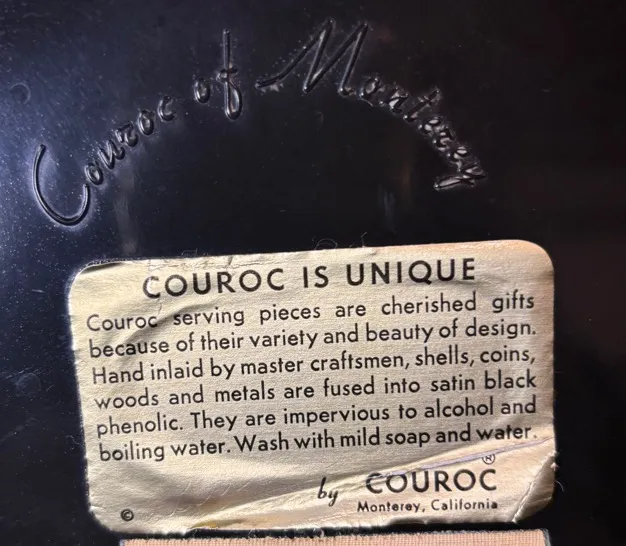 Couroc of Monterey
COUROC IS UNIQUE
Couroc serving pieces are cherished gifts
because of their variety and beauty of design.
Hand inlaid by master craftsmen, shells, coins,
woods and metals are fused into satin black
phenolic. They are impervious to alcohol and
boiling water. Wash with mild soap and water.
by COUROC®
Monterey, California
©